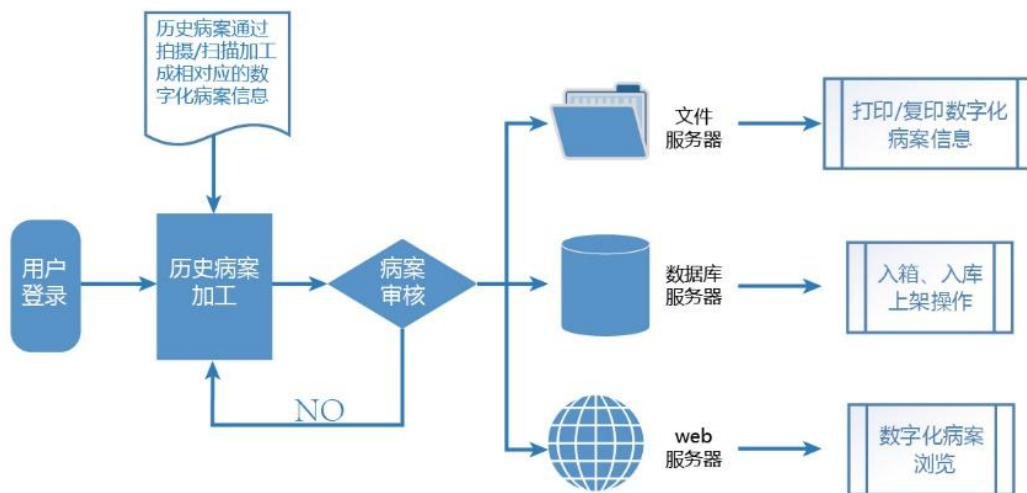 历史病案通过
拍摄/扫描加工
成相对应的数
字化病案信息
用户
登录
历史病案
加工
病案
审核
NO
文件
服务器
打印/复印数字化
病案信息
数据库
服务器
入箱、入库
上架操作
web
服务器
数字化病案
浏览